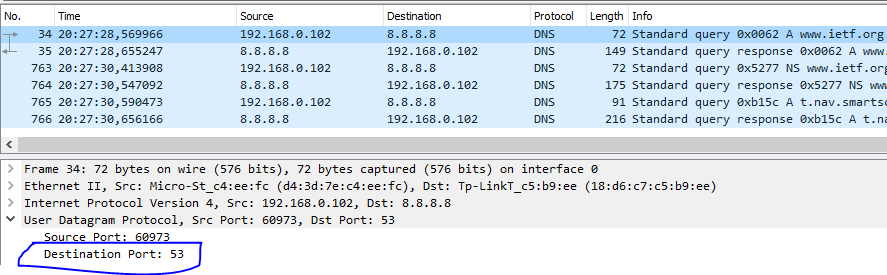 No. Time Source Destination Protocol Length Info
34 20:27:28,569966 192.168.0.102 8.8.8.8 DNS 72 Standard query 0x0062 A www.ietf.org
35 20:27:28,655247 8.8.8.8 192.168.0.102 DNS 149 Standard query response 0x0062 A www
763 20:27:30,413908 192.168.0.102 8.8.8.8 DNS 72 Standard query 0x5277 NS www.ietf.org
764 20:27:30,547092 8.8.8.8 192.168.0.102 DNS 175 Standard query response 0x5277 NS www
765 20:27:30,590473 192.168.0.102 8.8.8.8 DNS 91 Standard query 0xb15c A t.nav.smartsc
766 20:27:30,656166 8.8.8.8 192.168.0.102 DNS 216 Standard query response 0xb15c A t.na
Frame 34: 72 bytes on wire (576 bits), 72 bytes captured (576 bits) on interface 0
Ethernet II, Src: Micro-St_c4:ee:fc (d4:3d:7e:c4:ee:fc), Dst: Tp-LinkT_c5:b9:ee (18:d6:c7:c5:b9:ee)
Internet Protocol Version 4, Src: 192.168.0.102, Dst: 8.8.8.8
User Datagram Protocol, Src Port: 60973, Dst Port: 53
Source Port: 60973
Destination Port: 53